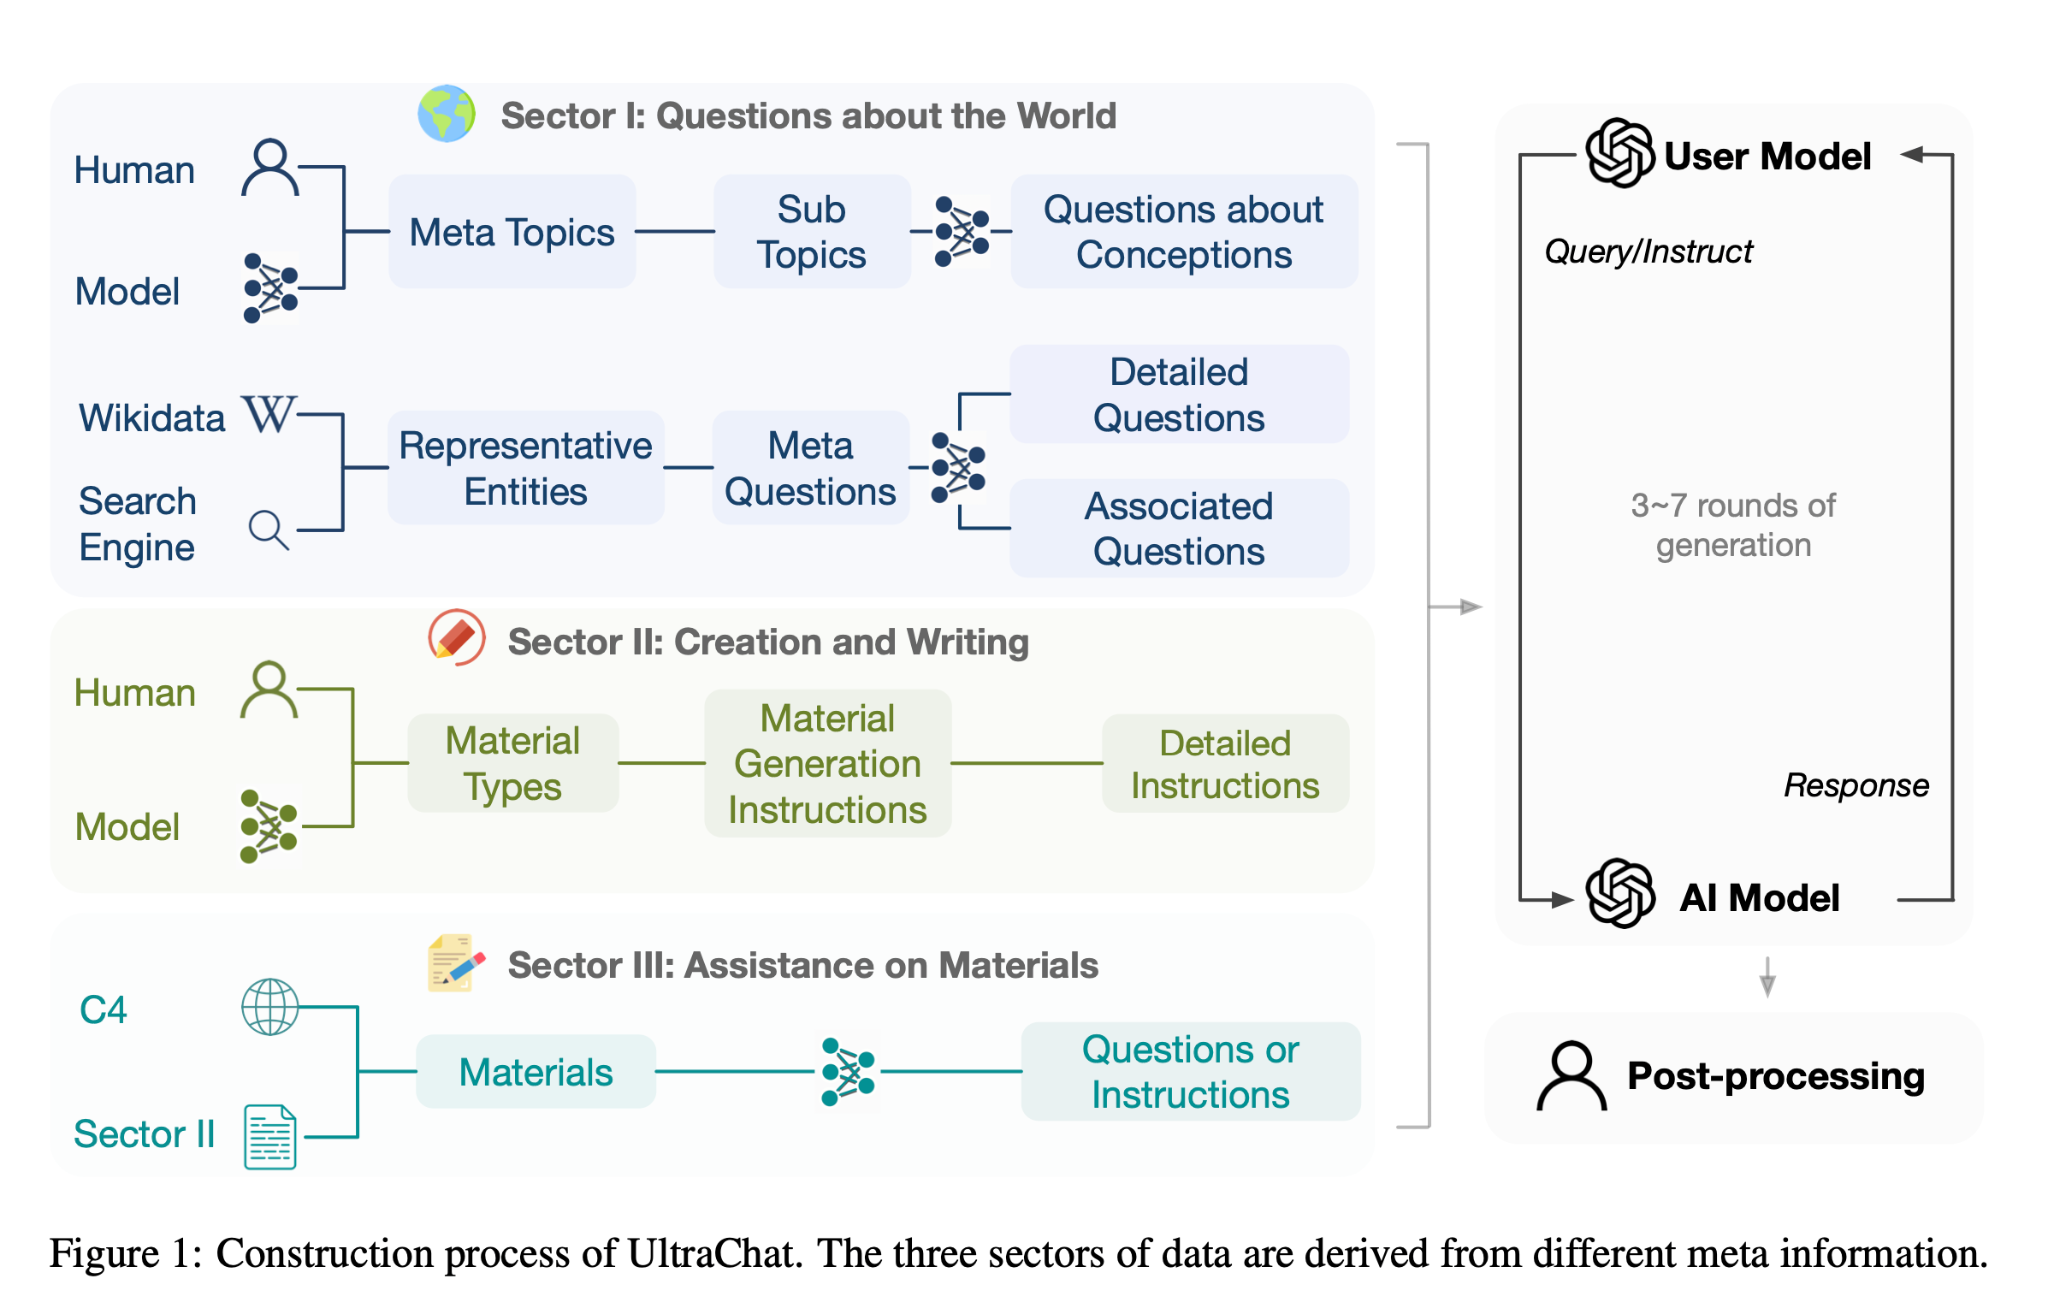 Sector I: Questions about the World
Human
Model
Meta Topics
Sub
Topics
Questions about
Conceptions
Wikidata
W
Search
Engine
Representative
Entities
Meta
Questions
Detailed
Questions
Associated
Questions
Sector II: Creation and Writing
Human
Model
Material
Types
Material
Generation
Instructions
Detailed
Instructions
Sector III: Assistance on Materials
C4
Sector II
Materials
Questions or
Instructions
User Model
Query/Instruct
3~7 rounds of
generation
Response
AI Model
Post-processing
Figure 1: Construction process of UltraChat. The three sectors of data are derived from different meta information.